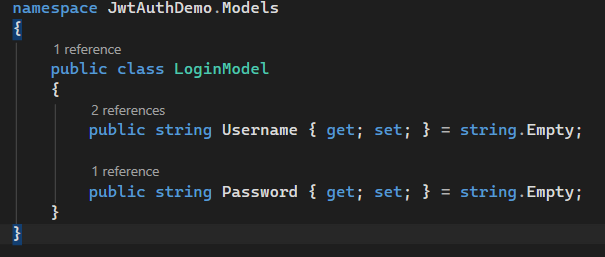 namespace JwtAuthDemo.Models
{
1 reference
public class LoginModel
{
2 references
public string Username { get; set; } = string.Empty;
1 reference
public string Password { get; set; } = string.Empty;
}
}